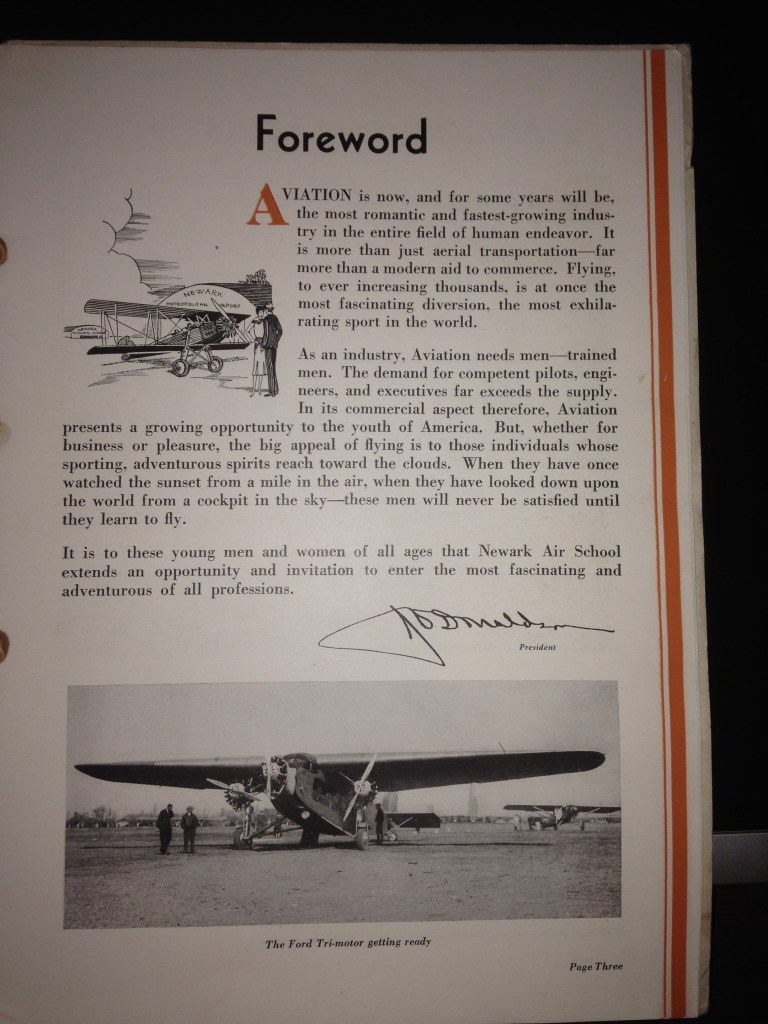 Foreword
AVIATION is now, and for some years will be,
the most romantic and fastest-growing indus-
try in the entire field of human endeavor. It
is more than just aerial transportation—far
more than a modern aid to commerce. Flying,
to ever increasing thousands, is at once the
most fascinating diversion, the most exhila-
rating sport in the world.
NEWARK
METROPOLITAN AIRPORT
As an industry, Aviation needs men—trained
men. The demand for competent pilots, engi-
neers, and executives far exceeds the supply.
In its commercial aspect therefore, Aviation
presents a growing opportunity to the youth of America. But, whether for
business or pleasure, the big appeal of flying is to those individuals whose
sporting, adventurous spirits reach toward the clouds. When they have once
watched the sunset from a mile in the air, when they have looked down upon
the world from a cockpit in the sky—these men will never be satisfied until
they learn to fly.
It is to these young men and women of all ages that Newark Air School
extends an opportunity and invitation to enter the most fascinating and
adventurous of all professions.
President
The Ford Tri-motor getting ready
Page Three